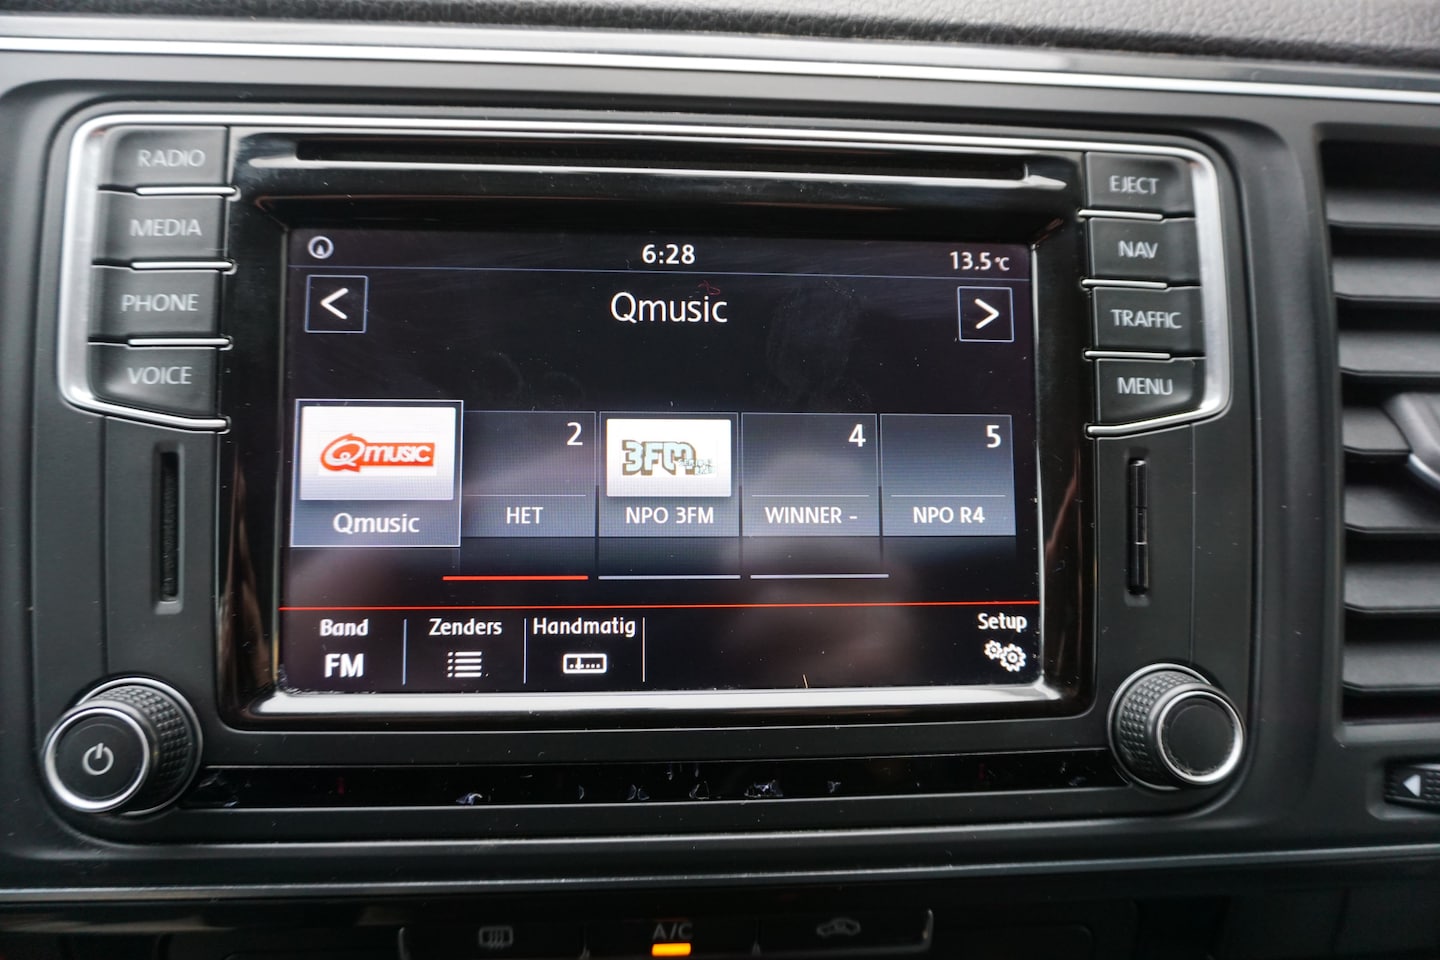 RADIO
MEDIA
PHONE
VOICE
EJECT
NAV
TRAFFIC
MENU
6:28
13.5°C
<
Qmusic
>
Qmusic
2
3FM
4
5
Qmusic
HET
NPO 3FM
WINNER -
NPO R4
Band
FM
Zenders
Handmatig
Setup
A/C